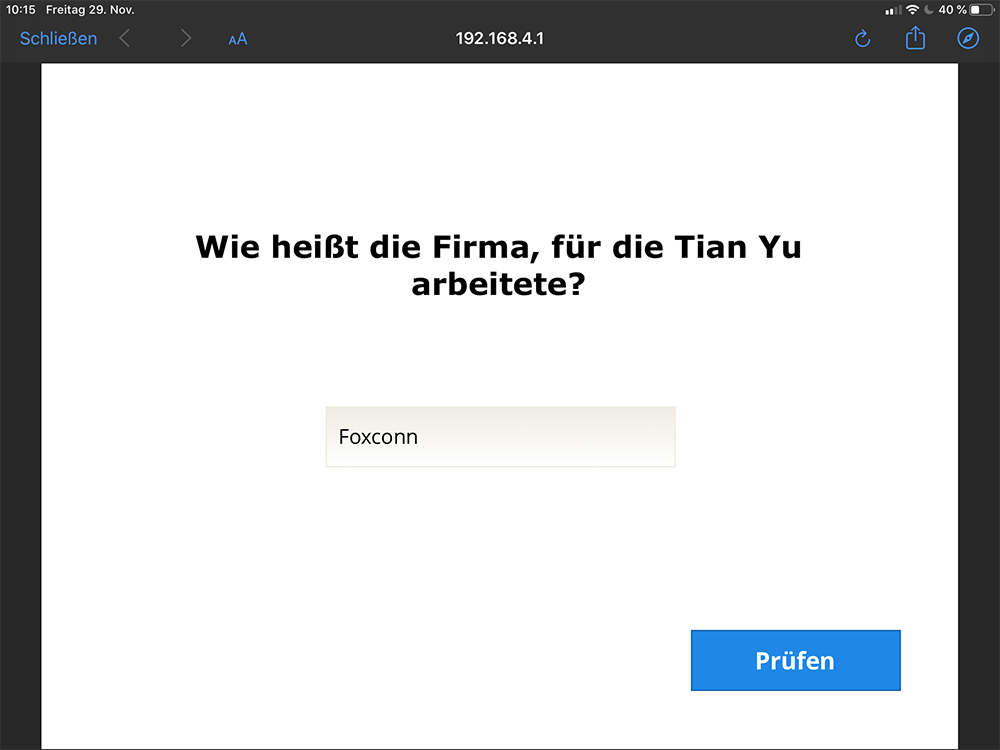 10:15 Freitag 29. Nov. 40 %
Schließen AA 192.168.4.1
Wie heißt die Firma, für die Tian Yu
arbeitete?
Foxconn
Prüfen